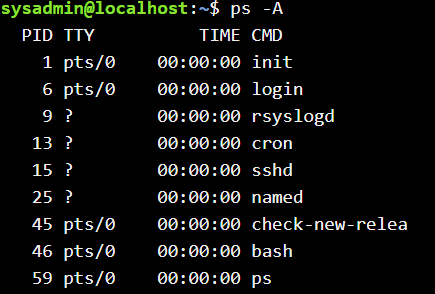 sysadmin@localhost:~$ ps -A
  PID TTY          TIME CMD
    1 pts/0    00:00:00 init
    6 pts/0    00:00:00 login
    9 ?        00:00:00 rsyslogd
   13 ?        00:00:00 cron
   15 ?        00:00:00 sshd
   25 ?        00:00:00 named
   45 pts/0    00:00:00 check-new-relea
   46 pts/0    00:00:00 bash
   59 pts/0    00:00:00 ps